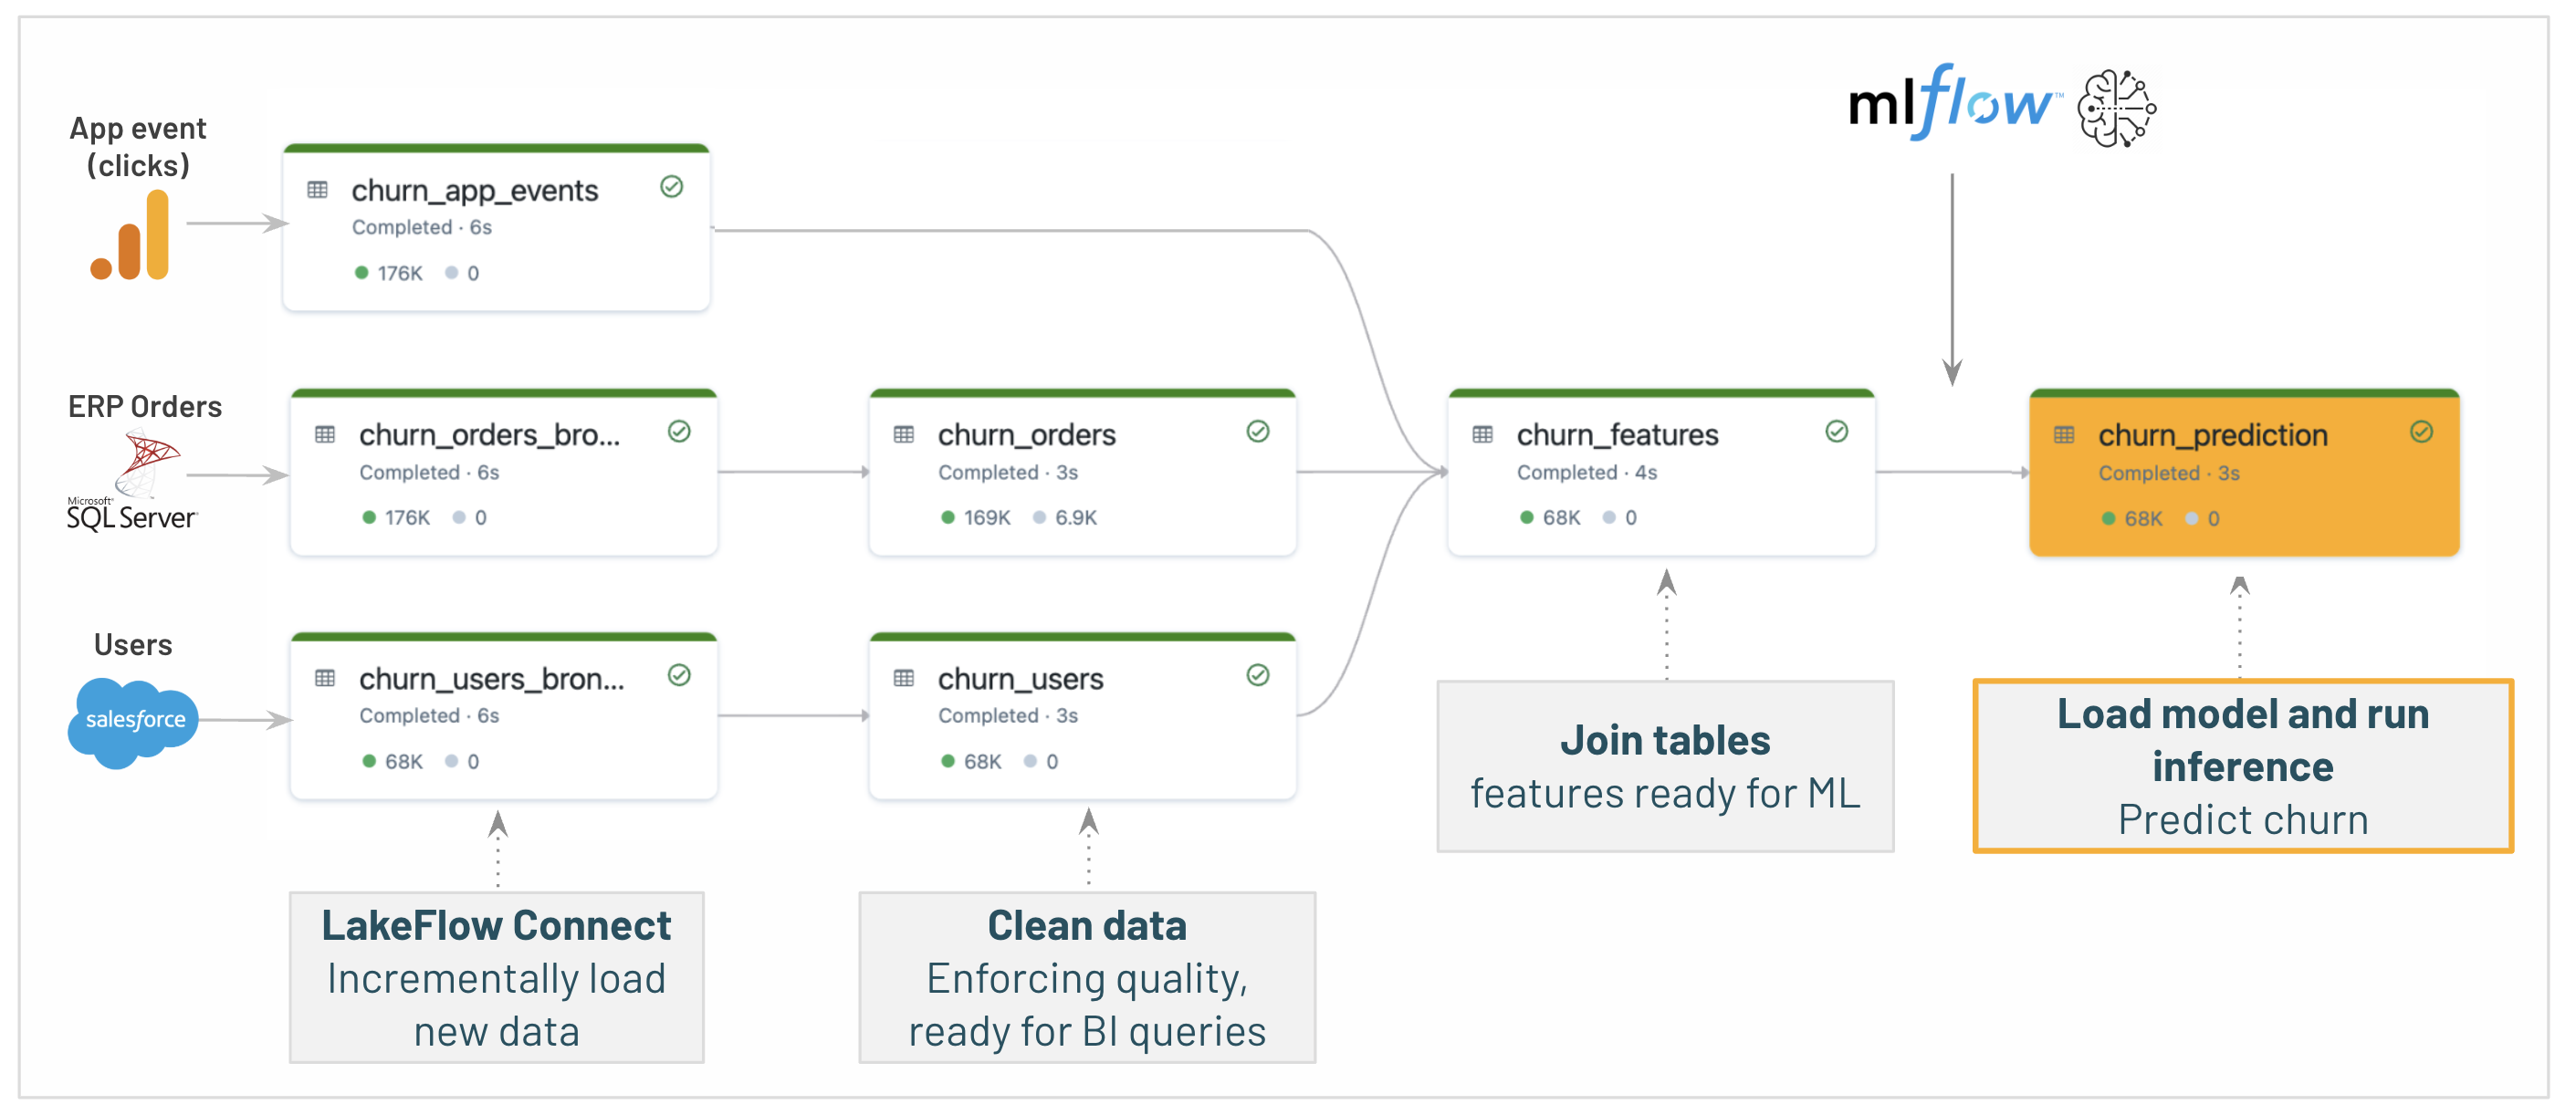 App event
(clicks)
churn_app_events
Completed · 6s
176K 0
mlflow™
ERP Orders
Microsoft®
SQL Server®
churn_orders_bro...
Completed · 6s
176K 0
churn_orders
Completed · 3s
169K 6.9K
churn_features
Completed · 4s
68K 0
churn_prediction
Completed · 3s
68K 0
Users
salesforce
churn_users_bron...
Completed · 6s
68K 0
churn_users
Completed · 3s
68K 0
Join tables
features ready for ML
Load model and run
inference
Predict churn
LakeFlow Connect
Incrementally load
new data
Clean data
Enforcing quality,
ready for BI queries